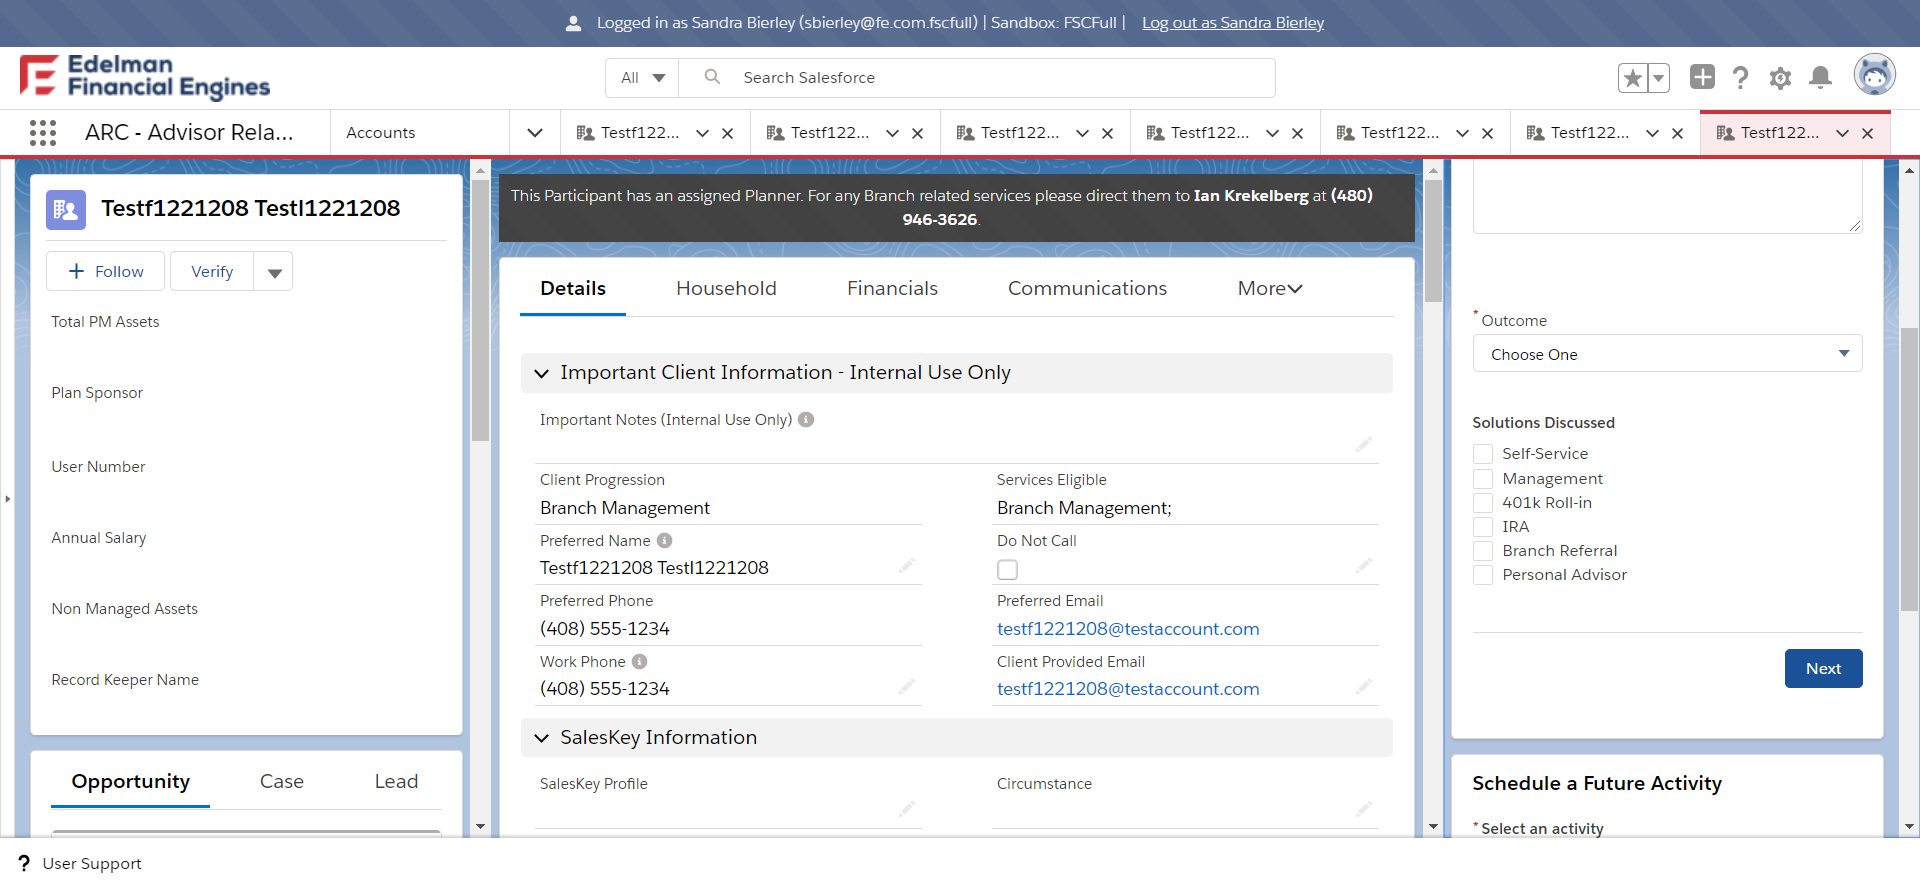 Logged in as Sandra Bierley (sbierley@fe.com.fscfull) | Sandbox: FSCFull | Log out as Sandra Bierley
Edelman
Financial Engines
All
Search Salesforce
ARC - Advisor Rela...
Accounts
Testf122...
Testf122...
Testf122...
Testf122...
Testf122...
Testf122...
Testf122...
Testf1221208 Testl1221208
Follow
Verify
Total PM Assets
Plan Sponsor
User Number
Annual Salary
Non Managed Assets
Record Keeper Name
Opportunity
Case
Lead
This Participant has an assigned Planner. For any Branch related services please direct them to Ian Krekelberg at (480)
946-3626.
Details
Household
Financials
Communications
More
Important Client Information - Internal Use Only
Important Notes (Internal Use Only)
Client Progression
Branch Management
Services Eligible
Branch Management;
Preferred Name
Testf1221208 Testl1221208
Do Not Call
Preferred Phone
(408) 555-1234
Preferred Email
testf1221208@testaccount.com
Work Phone
(408) 555-1234
Client Provided Email
testf1221208@testaccount.com
SalesKey Information
SalesKey Profile
Circumstance
* Outcome
Choose One
Solutions Discussed
Self-Service
Management
401k Roll-in
IRA
Branch Referral
Personal Advisor
Next
Schedule a Future Activity
* Select an activity
? User Support